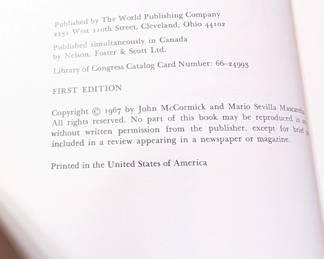 Published by The World Publishing Company
2231 West 110th Street, Cleveland, Ohio 44102
Published simultaneously in Canada
by Nelson, Foster & Scott Ltd.
Library of Congress Catalog Card Number: 66-24993
FIRST EDITION
Copyright © 1967 by John McCormick and Mario Sevilla
All rights reserved. No part of this book may be reproduced in
without written permission from the publisher, except for brief
included in a review appearing in a newspaper or magazine.
Printed in the United States of America